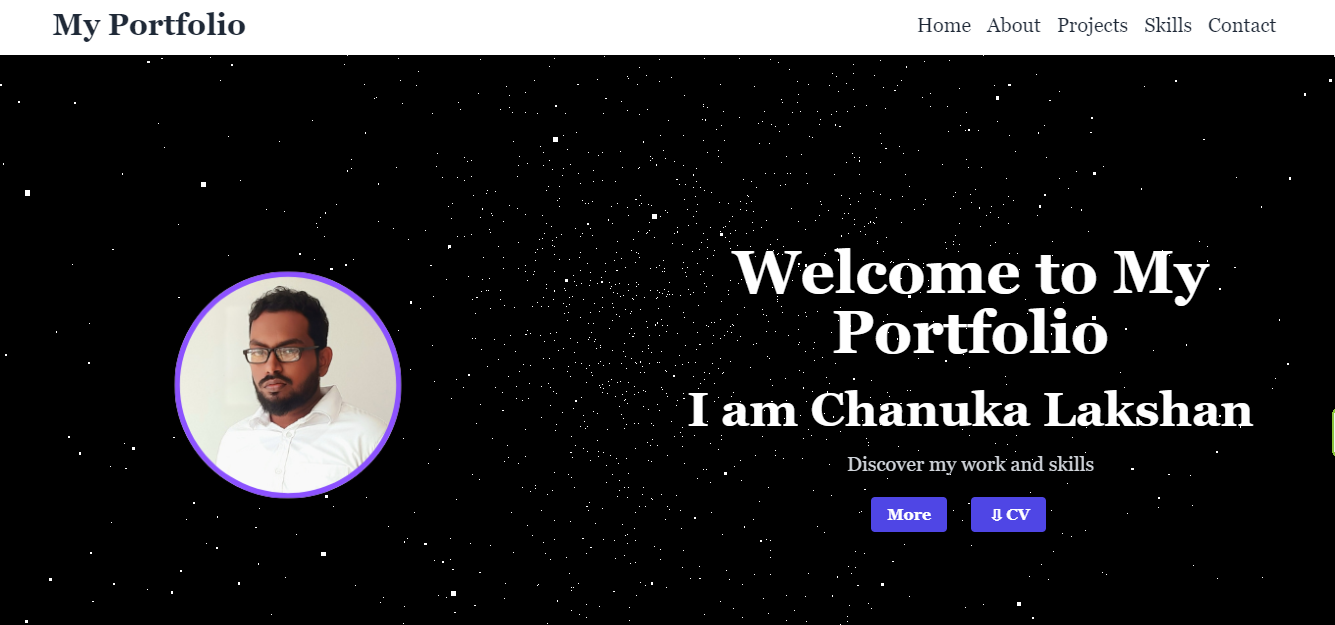 My Portfolio
Home About Projects Skills Contact
Welcome to My
Portfolio
I am Chanuka Lakshan
Discover my work and skills
More
⇩ CV